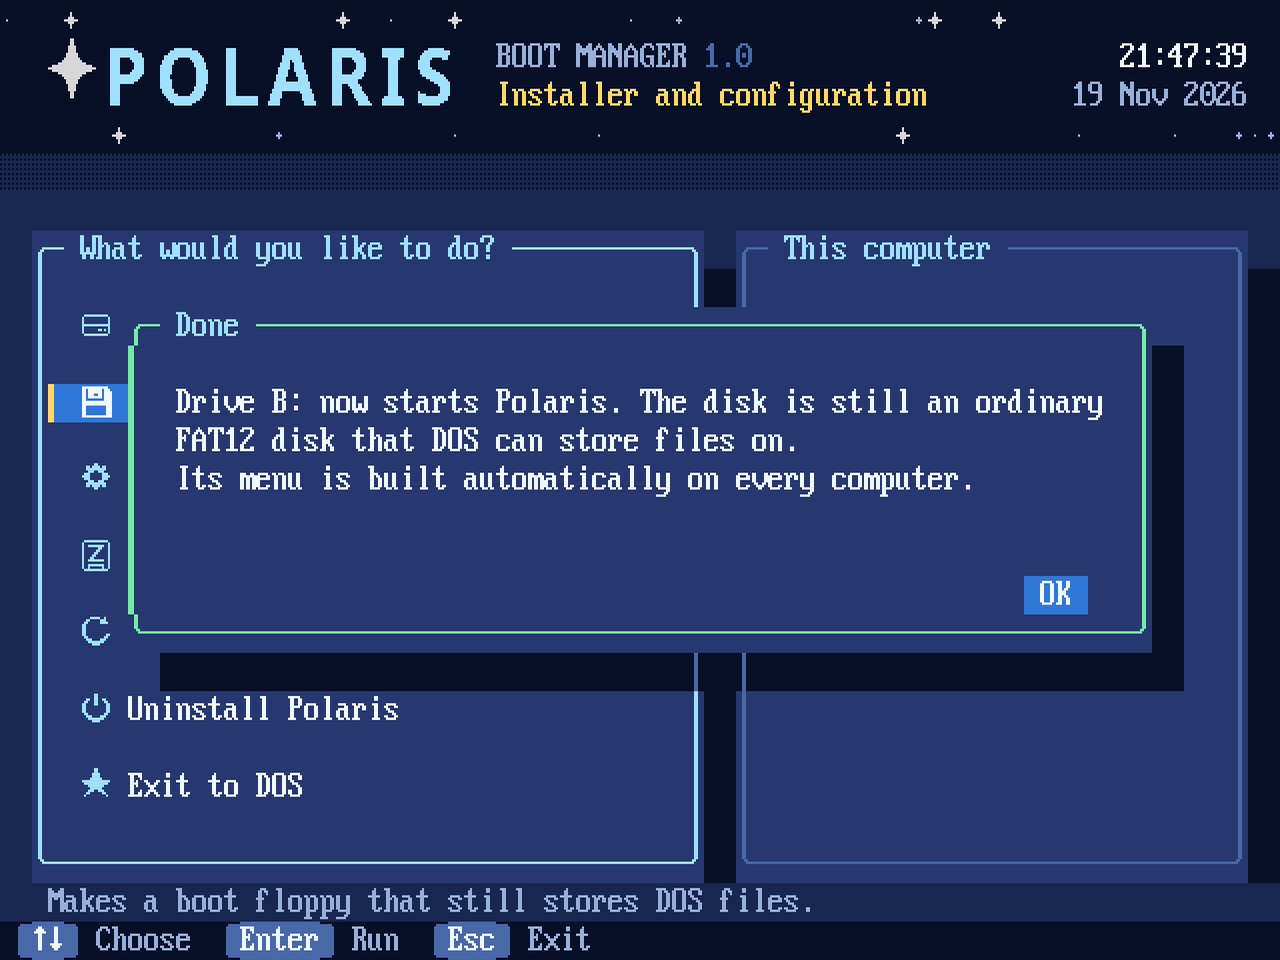 POLARIS
BOOT MANAGER 1.0
Installer and configuration
21:47:39
19 Nov 2026
What would you like to do?
This computer
Done
Drive B: now starts Polaris. The disk is still an ordinary
FAT12 disk that DOS can store files on.
Its menu is built automatically on every computer.
OK
Uninstall Polaris
Exit to DOS
Makes a boot floppy that still stores DOS files.
↑↓ Choose Enter Run Esc Exit